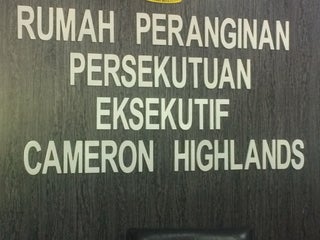 RUMAH PERANGINAN
PERSEKUTUAN
EKSEKUTIF
CAMERON HIGHLANDS